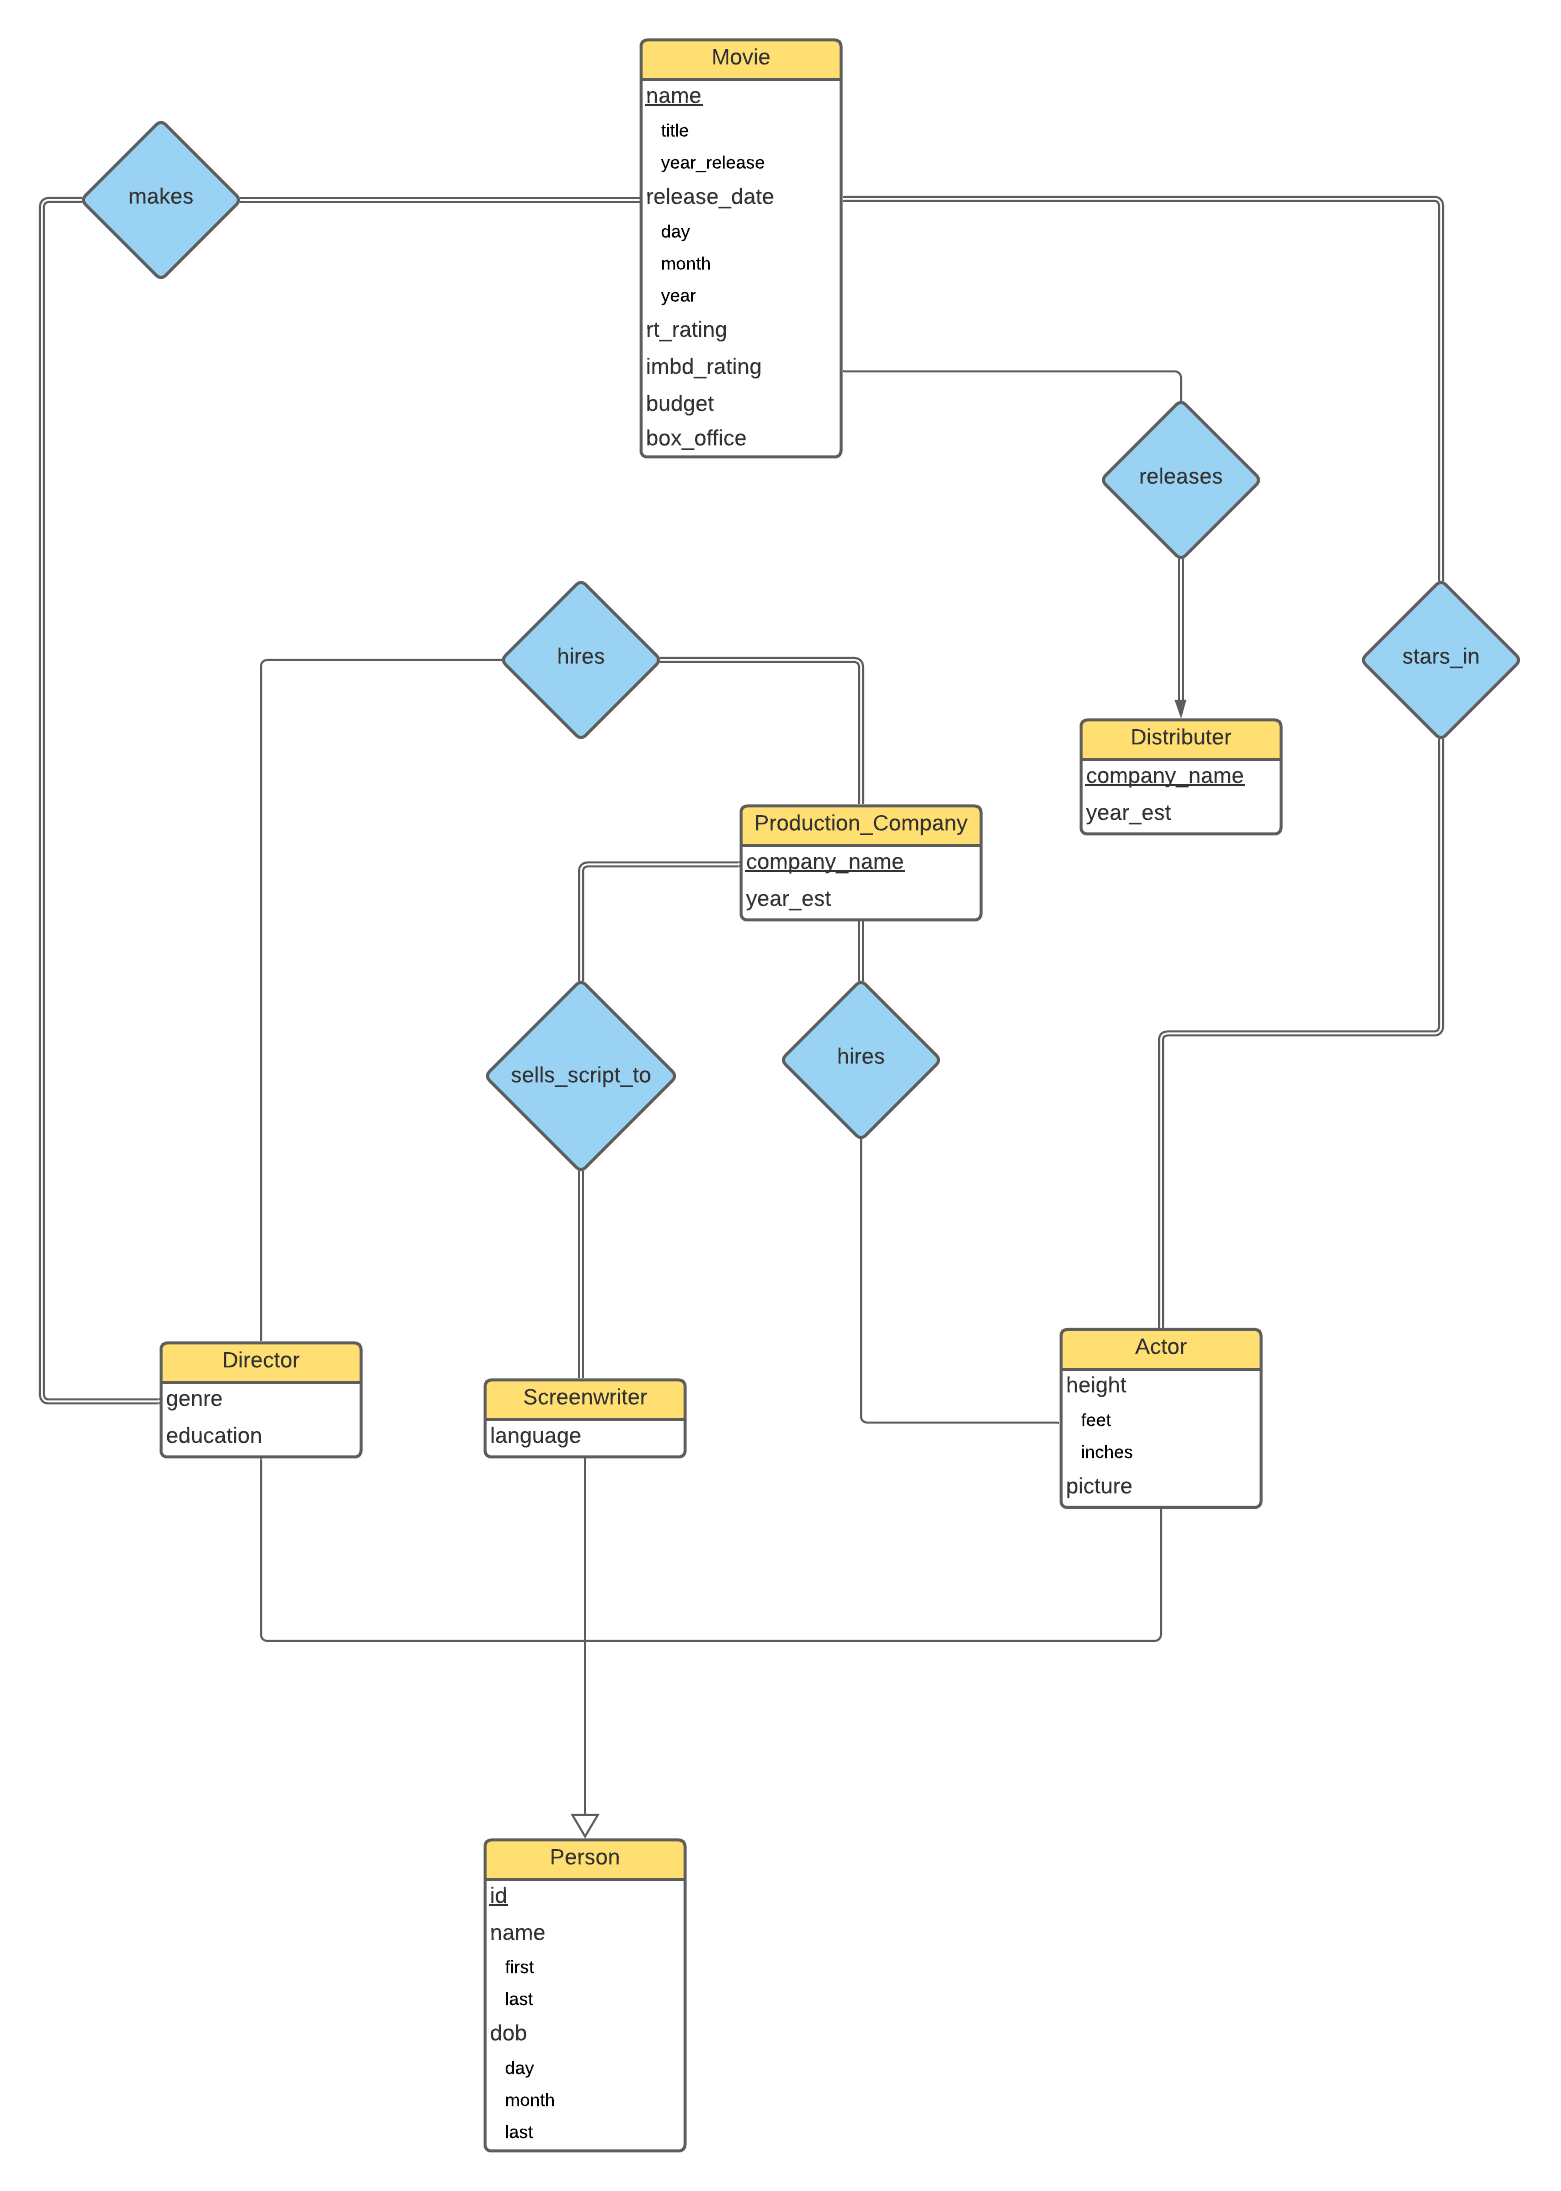 Movie
name
title
year_release
release_date
day
month
year
rt_rating
imbd_rating
budget
box_office
makes
releases
hires
stars_in
Distributer
company_name
year_est
Production_Company
company_name
year_est
sells_script_to
hires
Director
genre
education
Screenwriter
language
Actor
height
feet
inches
picture
Person
id
name
first
last
dob
day
month
last